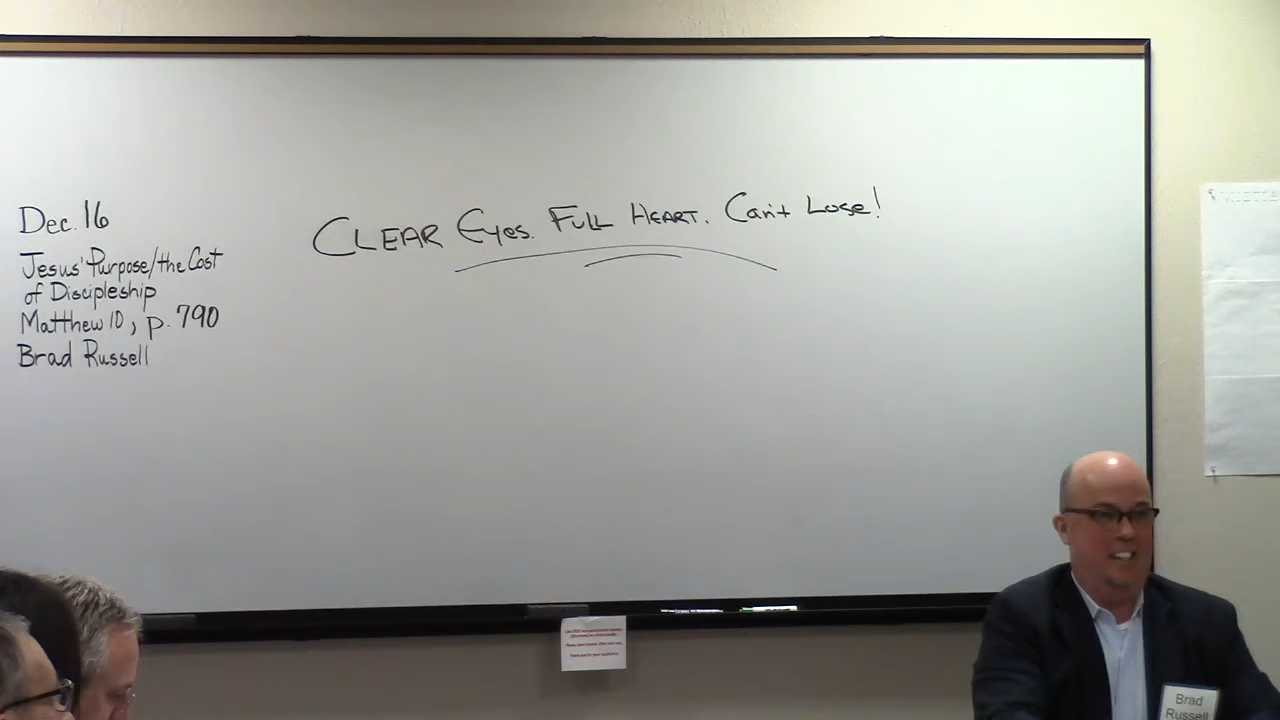 Dec. 16
Jesus' Purpose/the Cost
of Discipleship
Matthew 10, p. 790
Brad Russell
CLEAR Eyes. FULL HEART. Can't Lose!
Brad
Russell